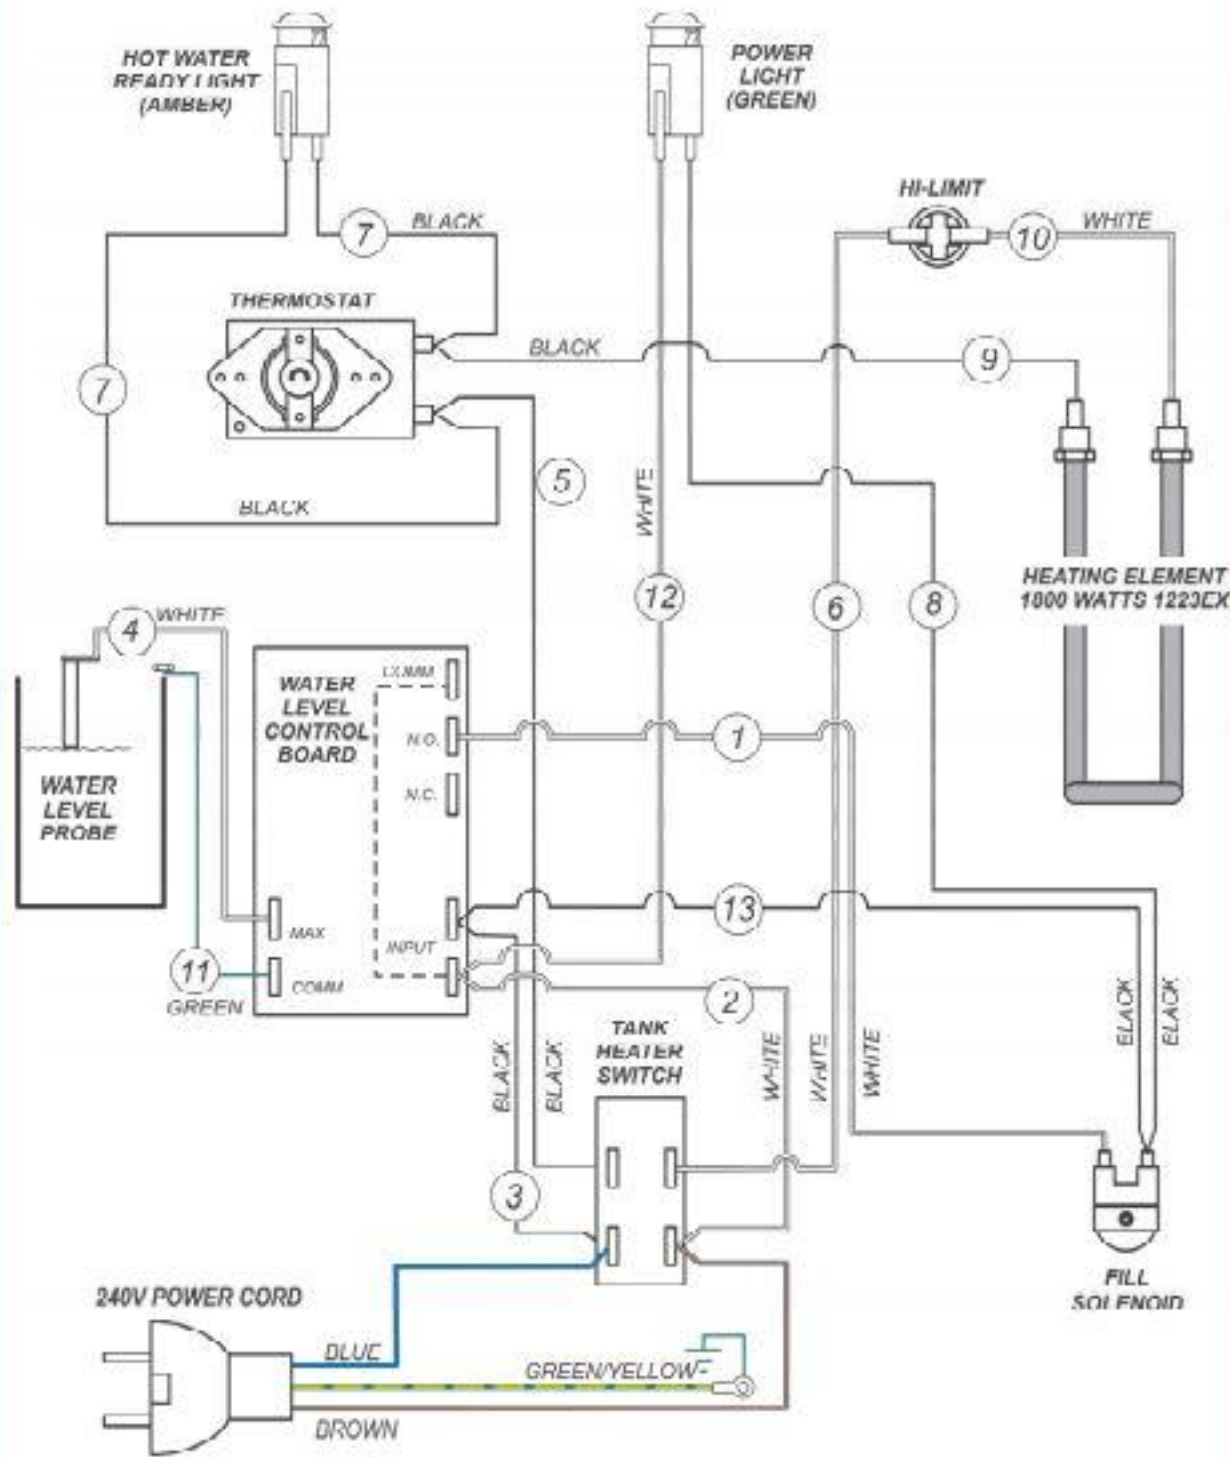 HOT WATER
READY LIGHT
(AMBER)
POWER
LIGHT
(GREEN)
HI-LIMIT
7
BLACK
10
WHITE
THERMOSTAT
BLACK
9
7
5
WHITE
BLACK
12
6
8
HEATING ELEMENT
1800 WATTS 1223EX
4
WHITE
WATER
LEVEL
CONTROL
BOARD
COMM
N.O.
1
N.C.
WATER
LEVEL
PROBE
13
MAX
INPUT
11
COMM
GREEN
2
BLACK
BLACK
TANK
HEATER
SWITCH
WHITE
WHITE
WHITE
BLACK
BLACK
3
FILL
SOLENOID
240V POWER CORD
BLUE
GREEN/YELLOW
BROWN